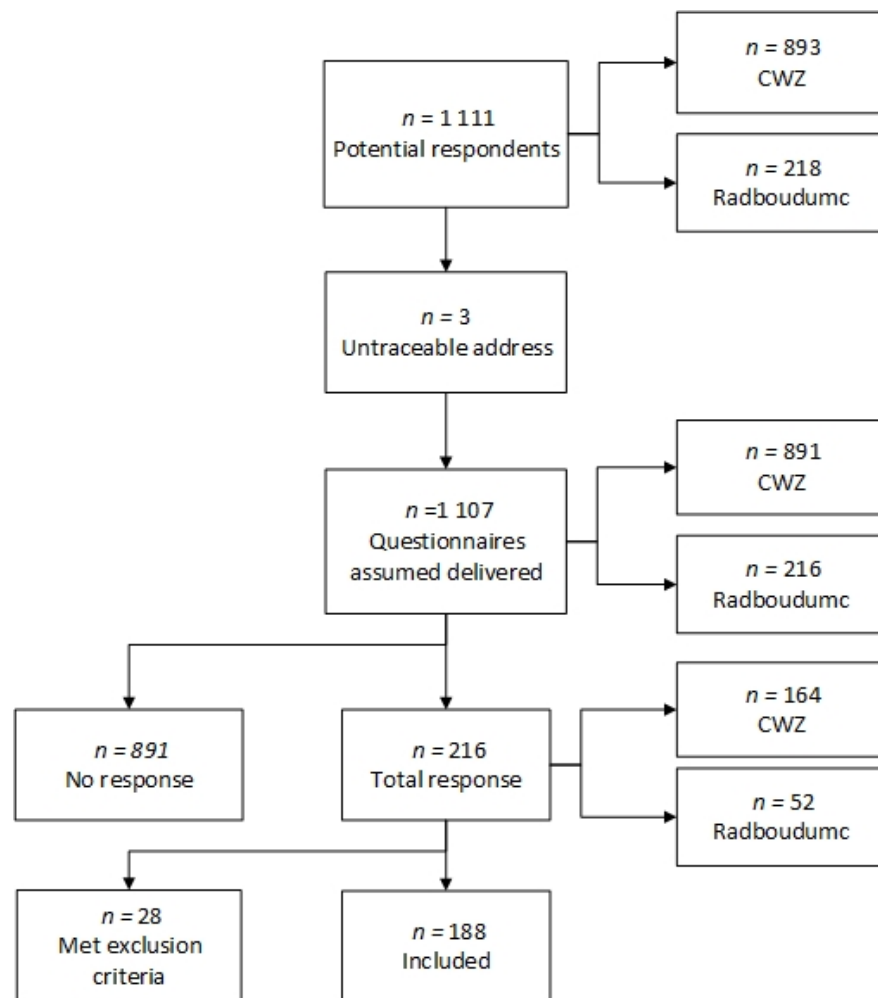 n = 1 111
Potential respondents
n = 893
CWZ
n = 218
Radboudumc
n = 3
Untraceable address
n =1 107
Questionnaires
assumed delivered
n = 891
CWZ
n = 216
Radboudumc
n = 891
No response
n = 216
Total response
n = 164
CWZ
n = 52
Radboudumc
n = 28
Met exclusion
criteria
n = 188
Included